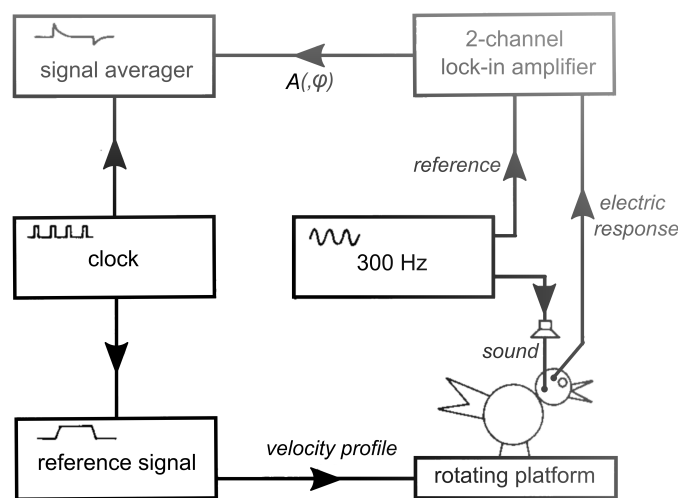 2-channel
lock-in amplifier
signal averager
A(,φ)
reference
electric
response
clock
300 Hz
sound
velocity profile
reference signal
rotating platform